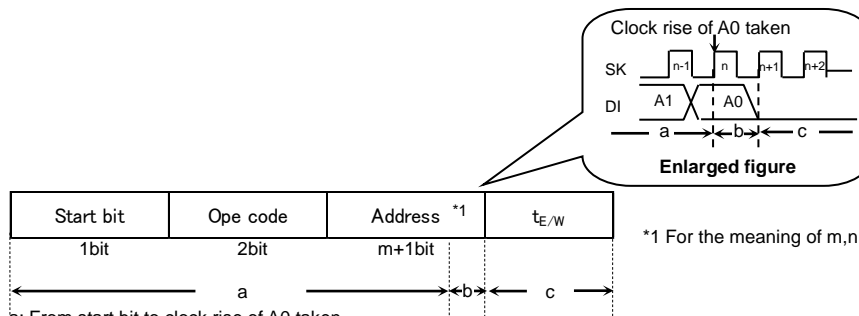 Clock rise of A0 taken
SK n-1 n n+1 n+2
DI A1 A0
a b c
Enlarged figure
Start bit Ope code Address *1 tE/W
1bit 2bit m+1bit
*1 For the meaning of m,n
a b c
a: From start bit to clock rise of A0 taken